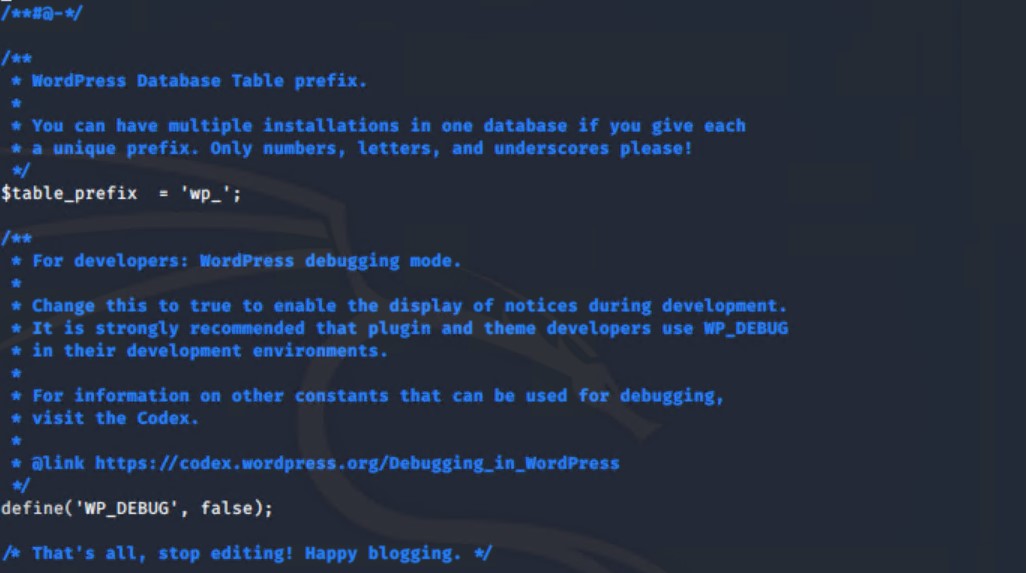 /**#@-*/
/**
* WordPress Database Table prefix.
*
* You can have multiple installations in one database if you give each
* a unique prefix. Only numbers, letters, and underscores please!
*/
$table_prefix  = 'wp_';
/**
* For developers: WordPress debugging mode.
*
* Change this to true to enable the display of notices during development.
* It is strongly recommended that plugin and theme developers use WP_DEBUG
* in their development environments.
*
* For information on other constants that can be used for debugging,
* visit the Codex.
*
* @link https://codex.wordpress.org/Debugging_in_WordPress
*/
define('WP_DEBUG', false);
/* That's all, stop editing! Happy blogging. */